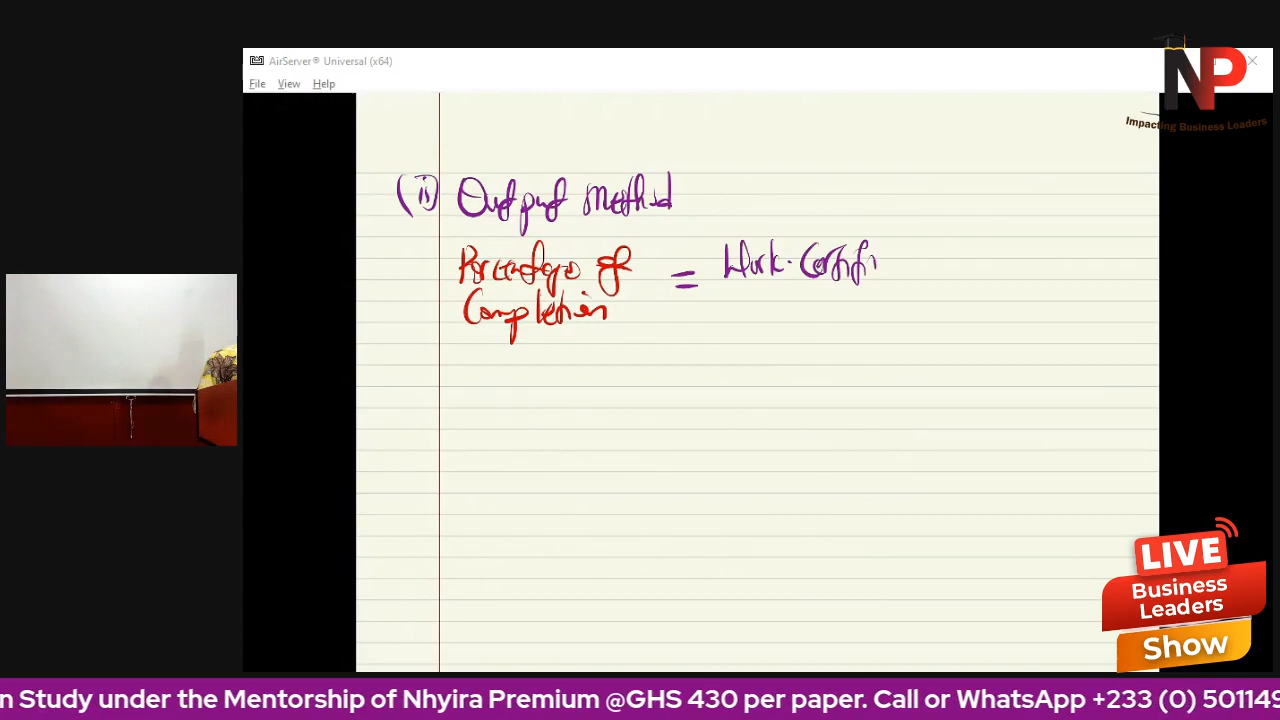 AirServer® Universal (x64)
File View Help
NP
Impacting Business Leaders
(ii) Output Method
Percentage of = Work Certifi
Completion
LIVE
Business
Leaders
Show
n Study under the Mentorship of Nhyira Premium @GHS 430 per paper. Call or WhatsApp +233 (0) 501149